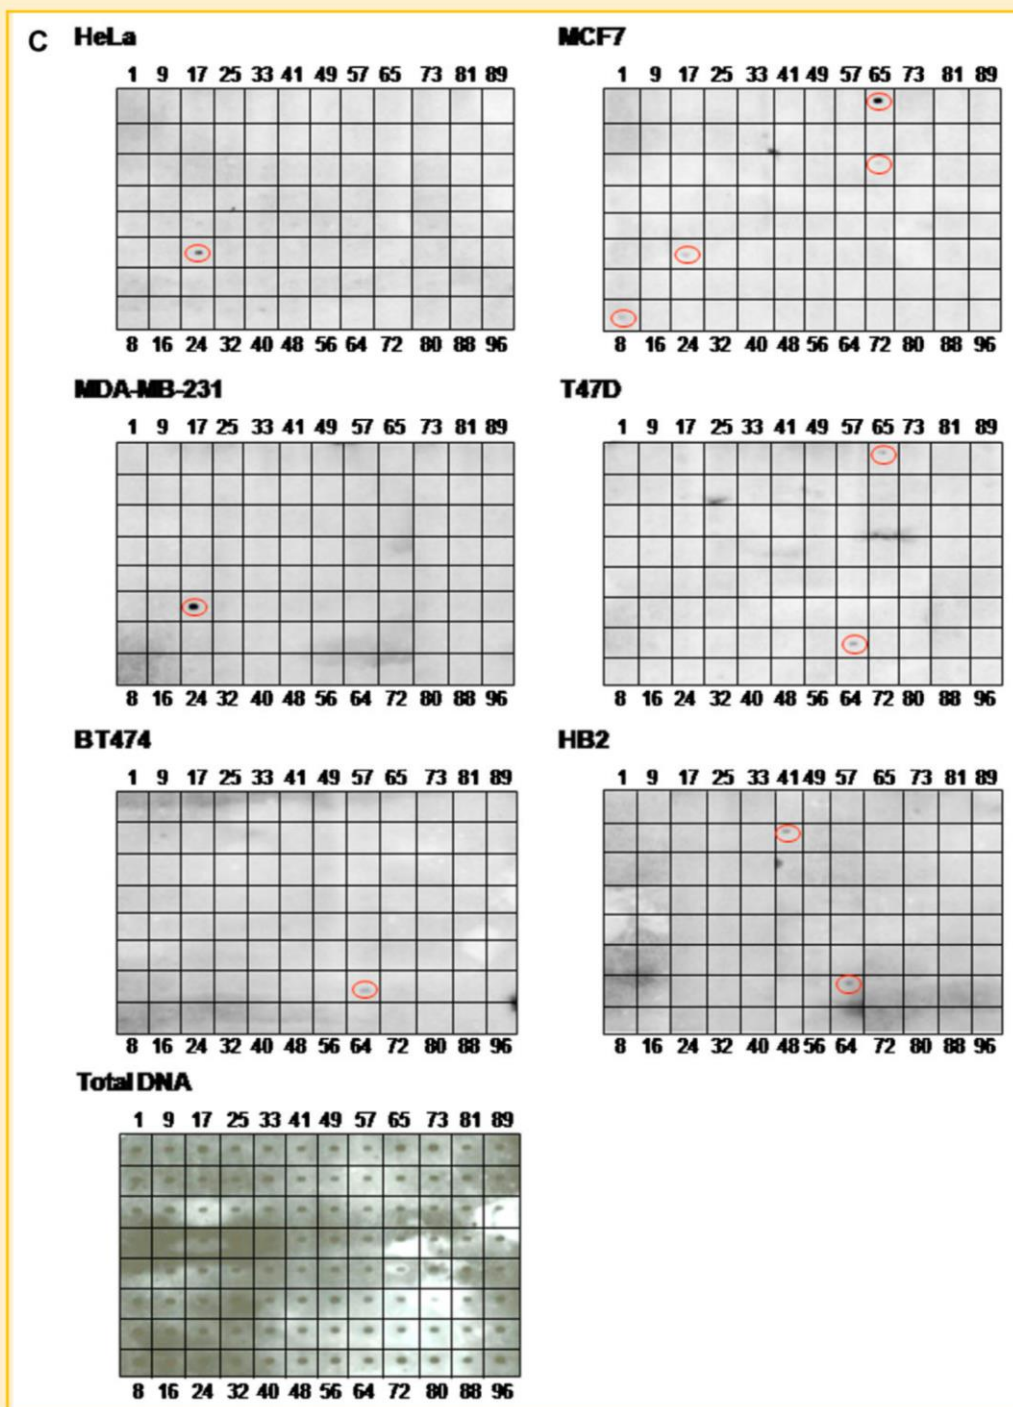 C HeLa MCF7
1 9 17 25 33 41 49 57 65 73 81 89 1 9 17 25 33 41 49 57 65 73 81 89
8 16 24 32 40 48 56 64 72 80 88 96 8 16 24 32 40 48 56 64 72 80 88 96
MDA-MB-231 T47D
1 9 17 25 33 41 49 57 65 73 81 89 1 9 17 25 33 41 49 57 65 73 81 89
8 16 24 32 40 48 56 64 72 80 88 96 8 16 24 32 40 48 56 64 72 80 88 96
BT474 HB2
1 9 17 25 33 41 49 57 65 73 81 89 1 9 17 25 33 41 49 57 65 73 81 89
8 16 24 32 40 48 56 64 72 80 88 96 8 16 24 32 40 48 56 64 72 80 88 96
Total DNA
1 9 17 25 33 41 49 57 65 73 81 89
8 16 24 32 40 48 56 64 72 80 88 96